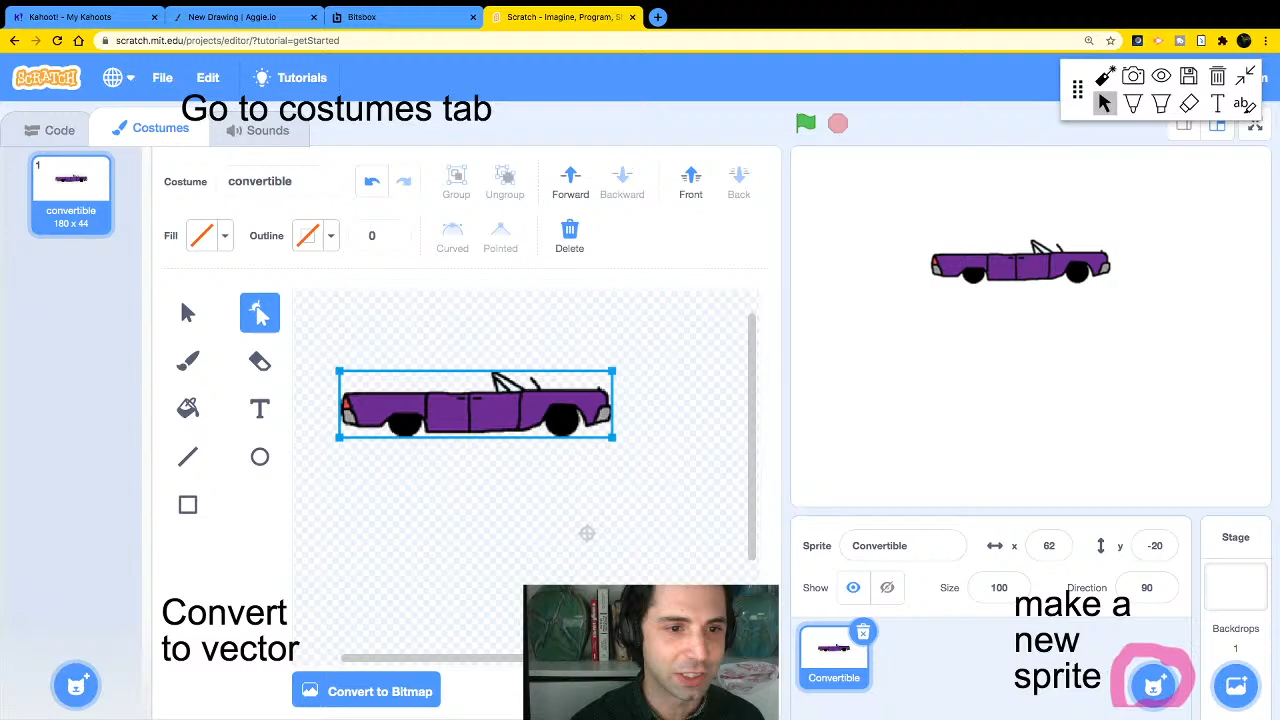 Kahoot! - My Kahoots
New Drawing | Aggie.io
Bitsbox
Scratch - Imagine, Program, S
scratch.mit.edu/projects/editor/?tutorial=getStarted
SCRATCH
File
Edit
Tutorials
Go to costumes tab
Code
Costumes
Sounds
1
convertible
180 x 44
Costume
convertible
Group
Ungroup
Forward
Backward
Front
Back
Fill
Outline
0
Curved
Pointed
Delete
T
Convert
to vector
Convert to Bitmap
Sprite
Convertible
x
62
y
-20
Show
Size
100
Direction
90
make a
new
sprite
Convertible
Stage
Backdrops
1